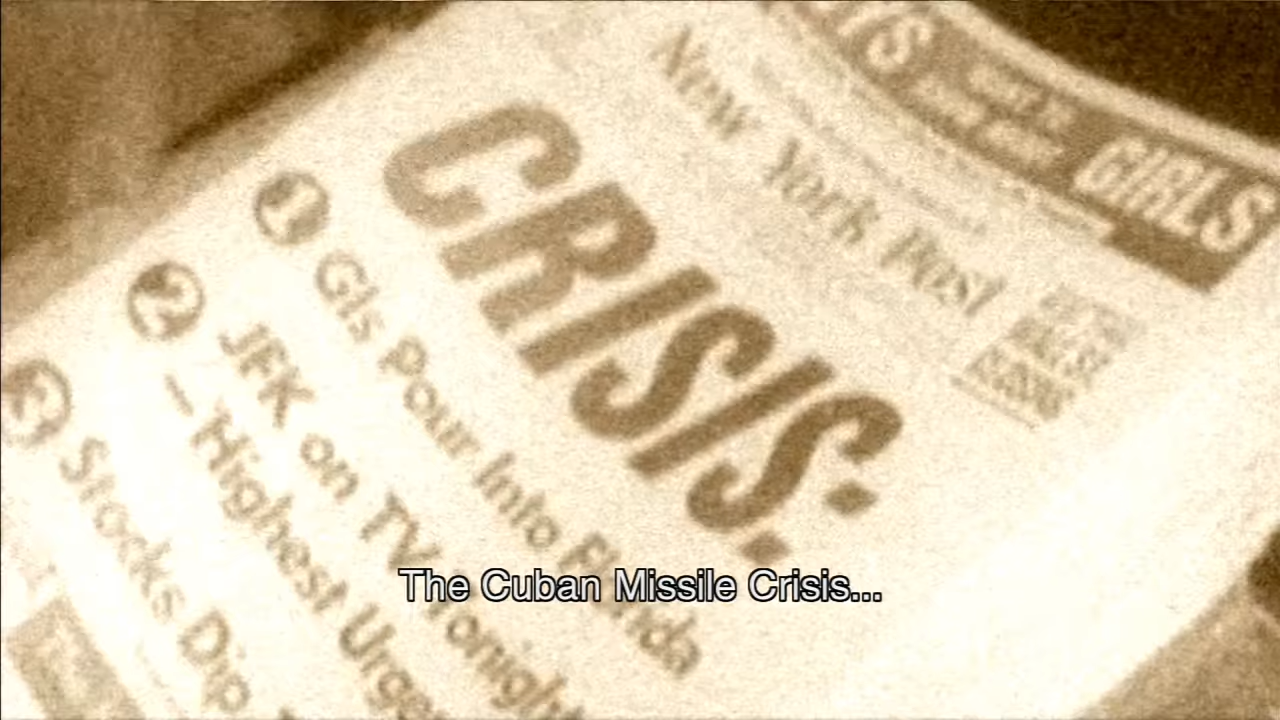 GIRLS
New York Post
CRISIS:
1 GIs Pour Into Florida
2 JFK on TV Tonight
— Highest Urge
3 Stocks Dip
The Cuban Missile Crisis...